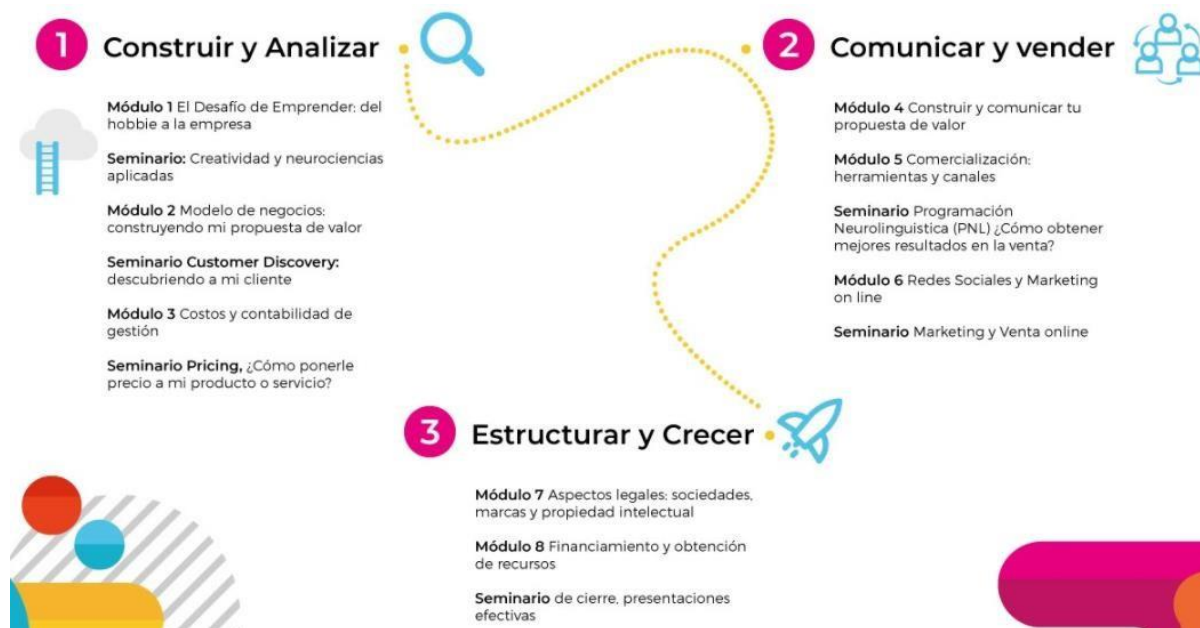 1 Construir y Analizar
Módulo 1 El Desafío de Emprender: del
hobbie a la empresa
Seminario: Creatividad y neurociencias
aplicadas
Módulo 2 Modelo de negocios:
construyendo mi propuesta de valor
Seminario Customer Discovery:
descubriendo a mi cliente
Módulo 3 Costos y contabilidad de
gestión
Seminario Pricing, ¿Cómo ponerle
precio a mi producto o servicio?
2 Comunicar y vender
Módulo 4 Construir y comunicar tu
propuesta de valor
Módulo 5 Comercialización:
herramientas y canales
Seminario Programación
Neurolinguistica (PNL) ¿Cómo obtener
mejores resultados en la venta?
Módulo 6 Redes Sociales y Marketing
on line
Seminario Marketing y Venta online
3 Estructurar y Crecer
Módulo 7 Aspectos legales: sociedades,
marcas y propiedad intelectual
Módulo 8 Financiamiento y obtención
de recursos
Seminario de cierre, presentaciones
efectivas